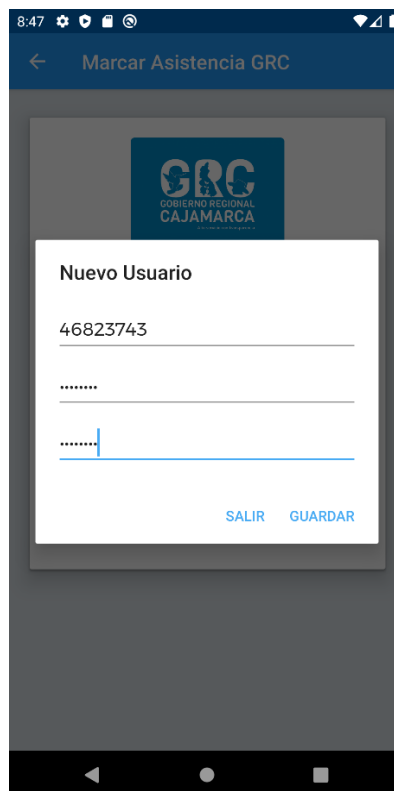 8:47
Marcar Asistencia GRC
GRC
GOBIERNO REGIONAL
CAJAMARCA
Nuevo Usuario
46823743
........
........
SALIR GUARDAR